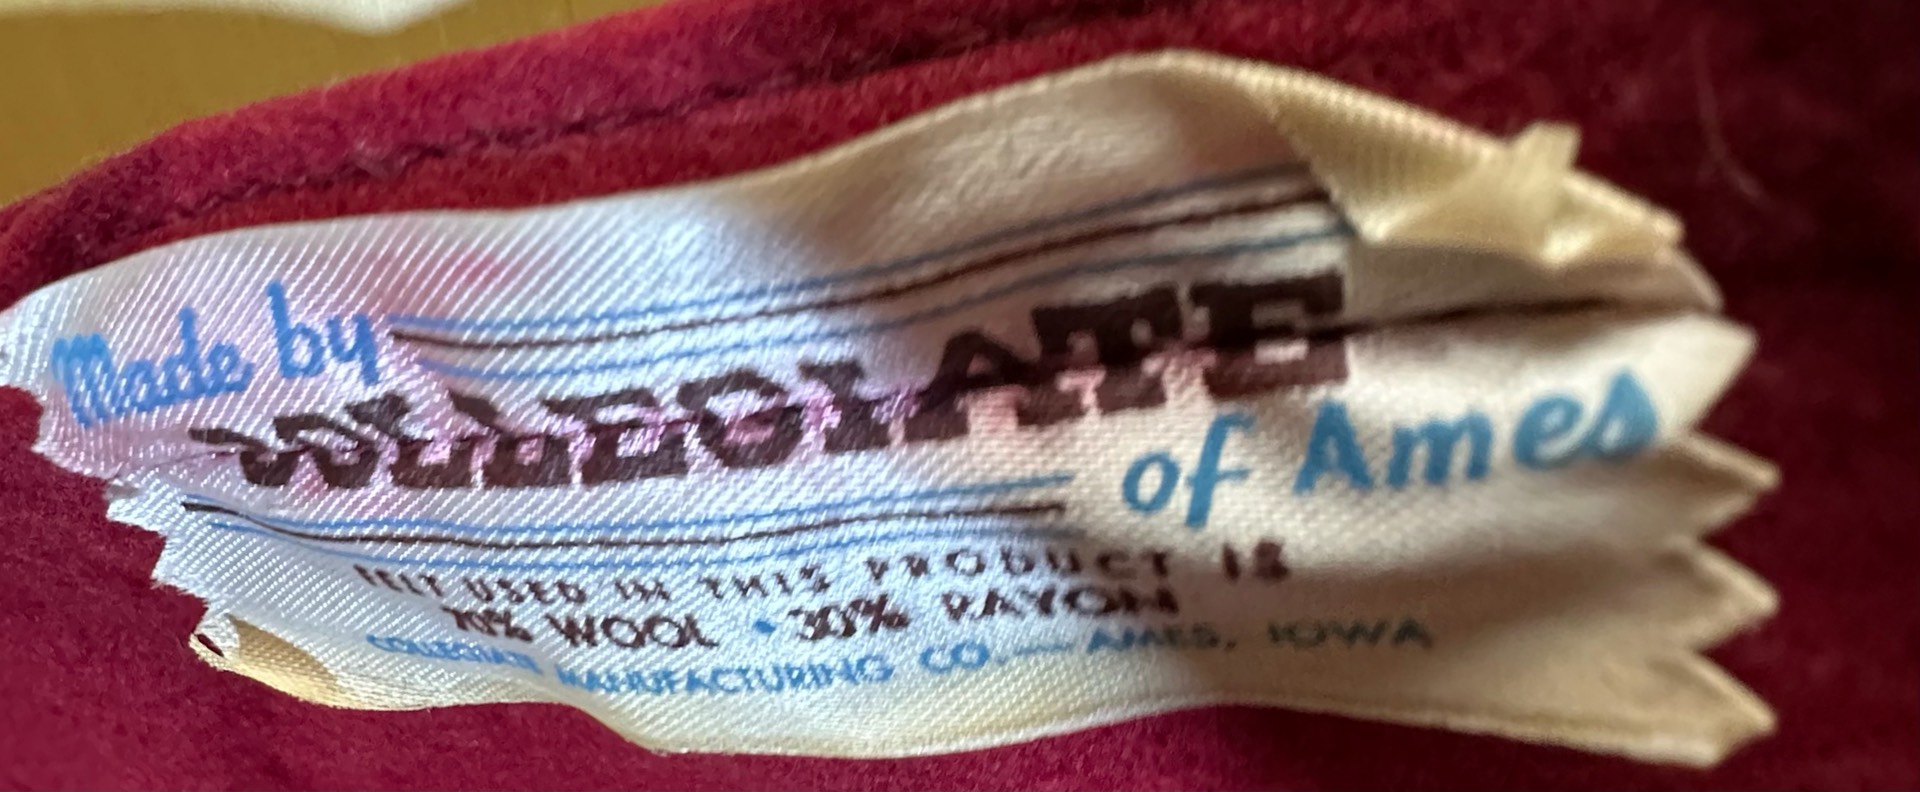 Made by
COLLEGIATE
of Ames
FELT USED IN THIS PRODUCT IS
70% WOOL • 30% RAYON
COLLEGIATE MANUFACTURING CO. — AMES, IOWA